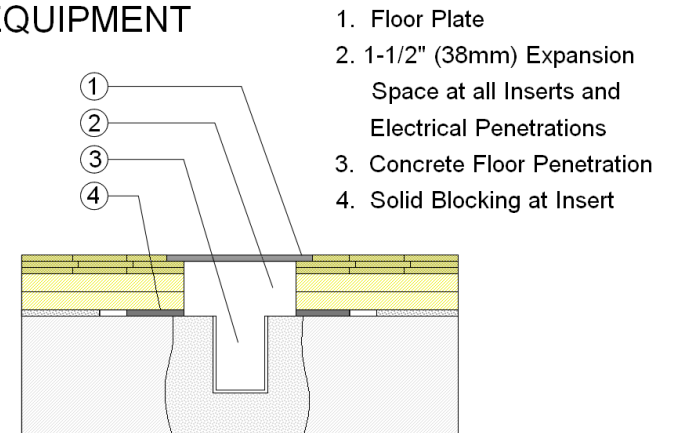 EQUIPMENT
1. Floor Plate
2. 1-1/2" (38mm) Expansion
Space at all Inserts and
Electrical Penetrations
3. Concrete Floor Penetration
4. Solid Blocking at Insert
1
2
3
4